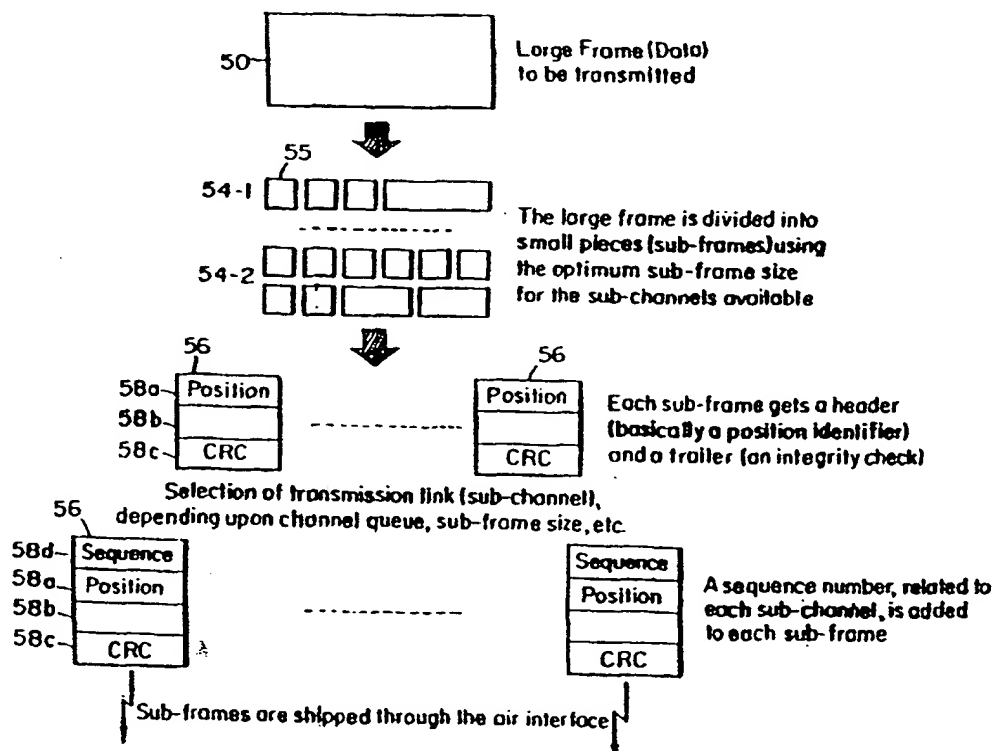 50
Large Frame (Data)
to be transmitted
55
54-1
54-2
The large frame is divided into
small pieces (sub-frames) using
the optimum sub-frame size
for the sub-channels available
56
58a
Position
58b
58c
CRC
56
Position
CRC
Each sub-frame gets a header
(basically a position identifier)
and a trailer (an integrity check)
Selection of transmission link (sub-channel),
depending upon channel queue, sub-frame size, etc.
56
58d
Sequence
58a
Position
58b
58c
CRC
Sequence
Position
CRC
A sequence number, related to
each sub-channel, is added
to each sub-frame
Sub-frames are shipped through the air interface